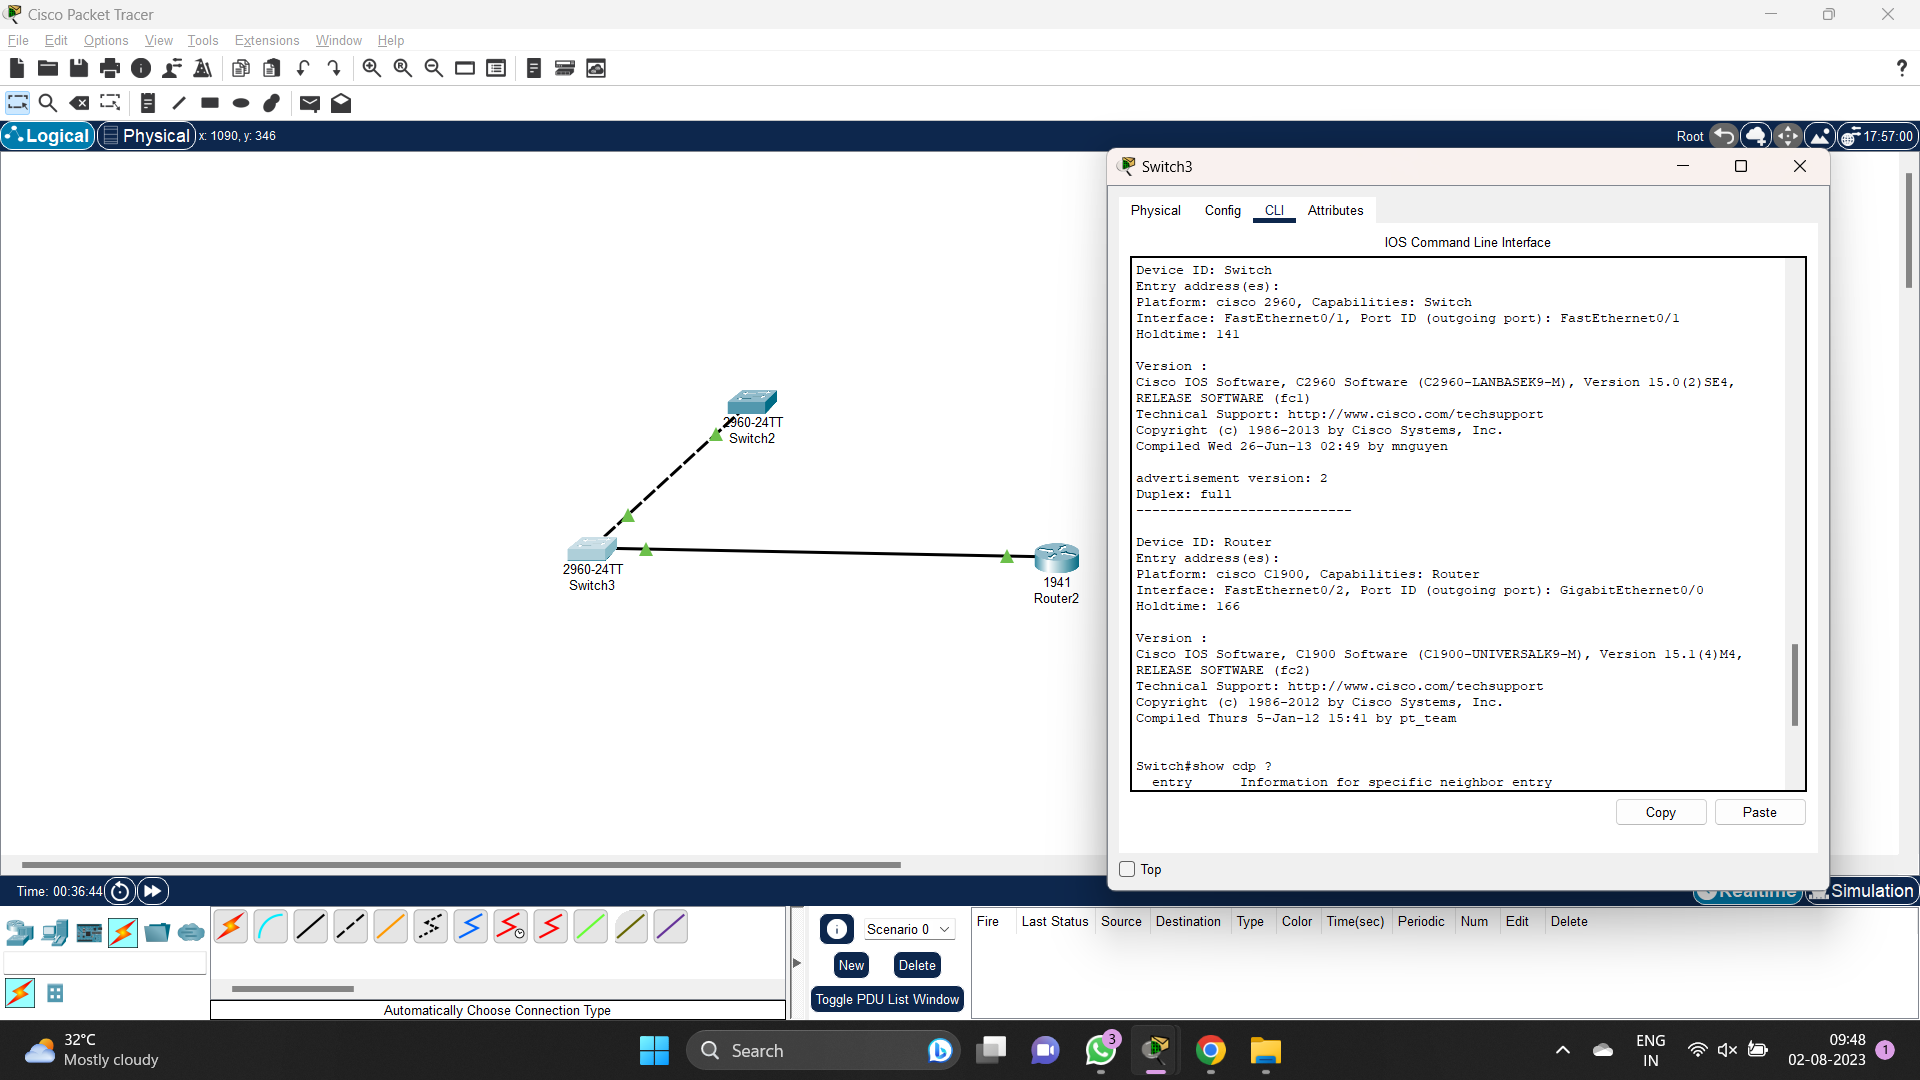 Cisco Packet Tracer
File Edit Options View Tools Extensions Window Help
?
Logical Physical x: 1090, y: 346 Root 17:57:00
Switch3
Physical Config CLI Attributes
IOS Command Line Interface
Device ID: Switch
Entry address(es):
Platform: cisco 2960, Capabilities: Switch
Interface: FastEthernet0/1, Port ID (outgoing port): FastEthernet0/1
Holdtime: 141
Version :
Cisco IOS Software, C2960 Software (C2960-LANBASEK9-M), Version 15.0(2)SE4,
RELEASE SOFTWARE (fc1)
Technical Support: http://www.cisco.com/techsupport
Copyright (c) 1986-2013 by Cisco Systems, Inc.
Compiled Wed 26-Jun-13 02:49 by mnguyen
advertisement version: 2
Duplex: full
---------------------------
Device ID: Router
Entry address(es):
Platform: cisco C1900, Capabilities: Router
Interface: FastEthernet0/2, Port ID (outgoing port): GigabitEthernet0/0
Holdtime: 166
Version :
Cisco IOS Software, C1900 Software (C1900-UNIVERSALK9-M), Version 15.1(4)M4,
RELEASE SOFTWARE (fc2)
Technical Support: http://www.cisco.com/techsupport
Copyright (c) 1986-2012 by Cisco Systems, Inc.
Compiled Thurs 5-Jan-12 15:41 by pt_team
Switch#show cdp ?
entry Information for specific neighbor entry
Copy Paste
Top
2960-24TT
Switch2
2960-24TT
Switch3
1941
Router2
Time: 00:36:44
Realtime Simulation
Scenario 0
New Delete
Toggle PDU List Window
Fire Last Status Source Destination Type Color Time(sec) Periodic Num Edit Delete
Automatically Choose Connection Type
32°C
Mostly cloudy
Search
3
ENG
IN
09:48
02-08-2023
1